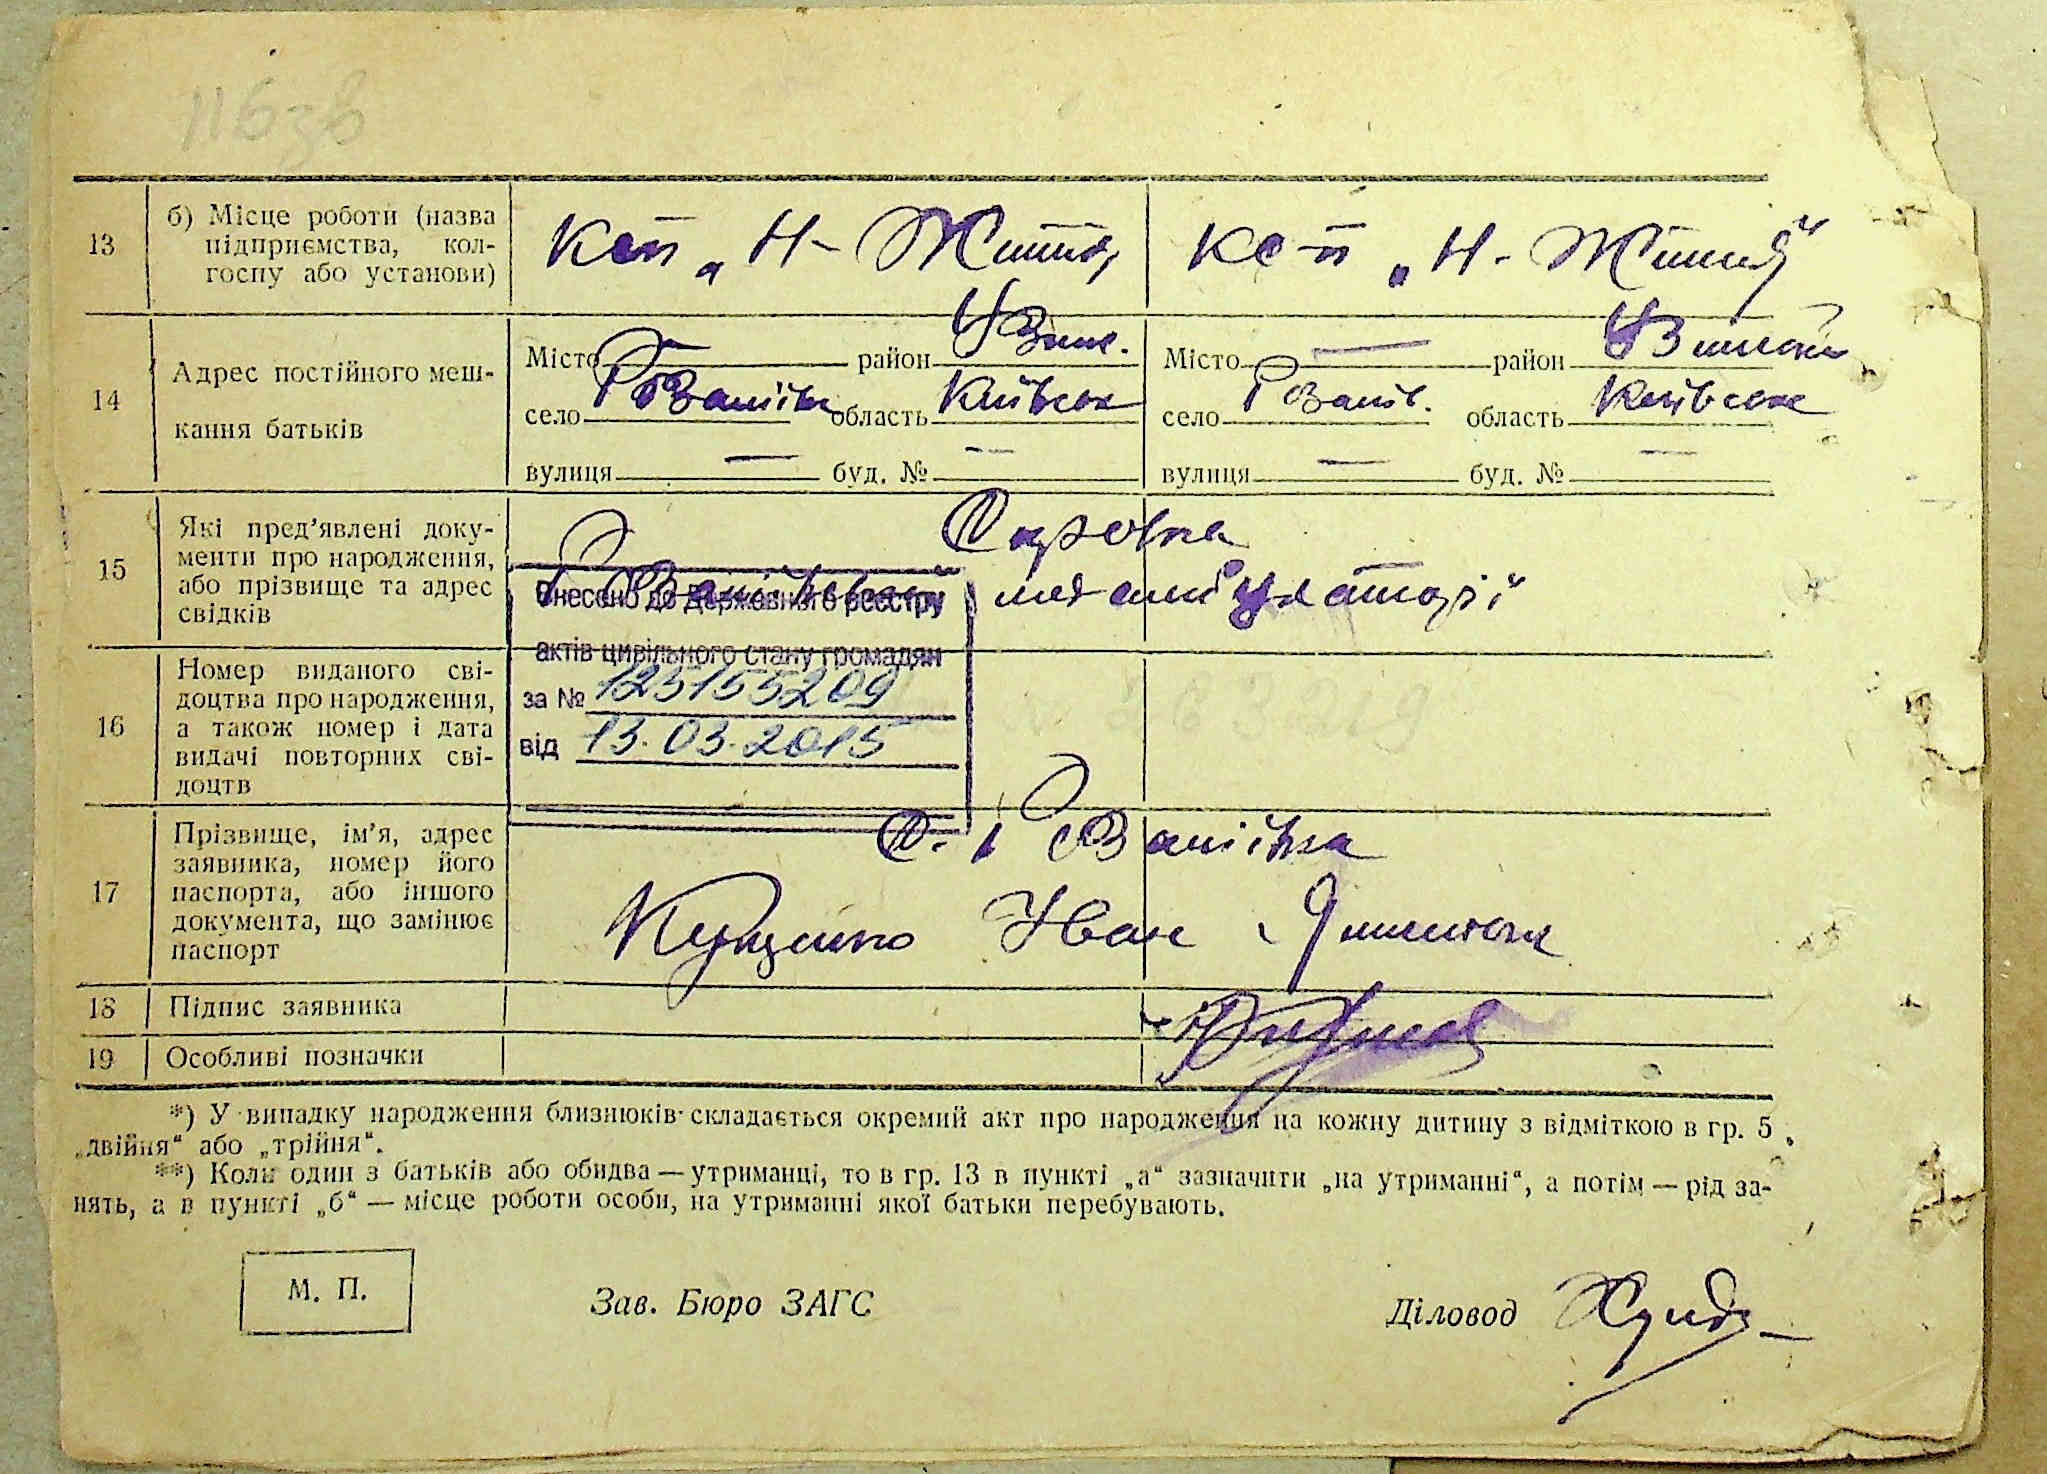 116зв
13
б) Місце роботи (назва
підприємства, кол-
госпу або установи)
Ксп „Н- Життя
Кс-п „Н- Життя“
14
Адрес постійного меш-
кання батьків
Місто — район
село область Київськ
вулиця — буд. № —
Місто — район
село область Київськ
вулиця — буд. № —
15
Які пред’явлені доку-
менти про народження,
або прізвище та адрес
свідків
16
Номер виданого сві-
доцтва про народження,
а також номер і дата
видачі повторних сві-
доцтв
Внесено до Державного реєстру
актів цивільного стану громадян
за № 125155209
від 13.03.2015
17
Прізвище, ім’я, адрес
заявника, номер його
паспорта, або іншого
документа, що замінює
паспорт
Іван
18
Підпис заявника
19
Особливі позначки
*) У випадку народження близнюків складається окремий акт про народження на кожну дитину з відміткою в гр. 5
„двійня“ або „трійня“.
**) Коли один з батьків або обидва — утриманці, то в гр. 13 в пункті „а“ зазначити „на утриманні“, а потім — рід за-
нять, а в пункті „б“ — місце роботи особи, на утриманні якої батьки перебувають.
М. П.
Зав. Бюро ЗАГС
Діловод